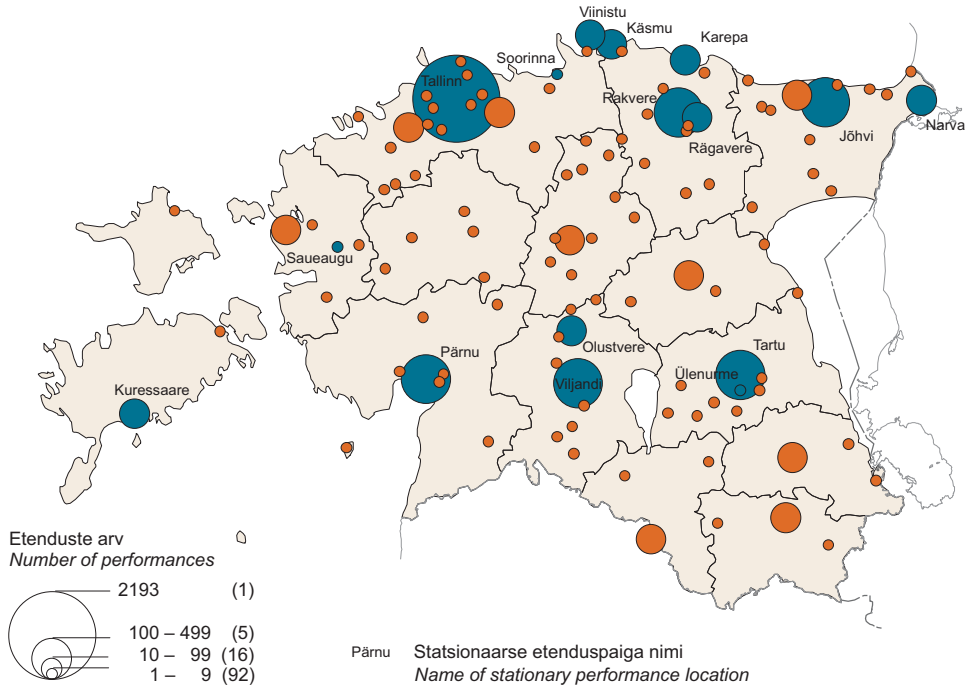 Viinistu
Käsmu
Karepa
Soorinna
Tallinn
Rakvere
Narva
Jõhvi
Rägavere
Saueaugu
Pärnu
Olustvere
Tartu
Ülenurme
Viljandi
Kuressaare
Etenduste arv
Number of performances
2193 (1)
100 – 499 (5)
10 – 99 (16)
1 – 9 (92)
Pärnu Statsionaarse etenduspaiga nimi
Name of stationary performance location